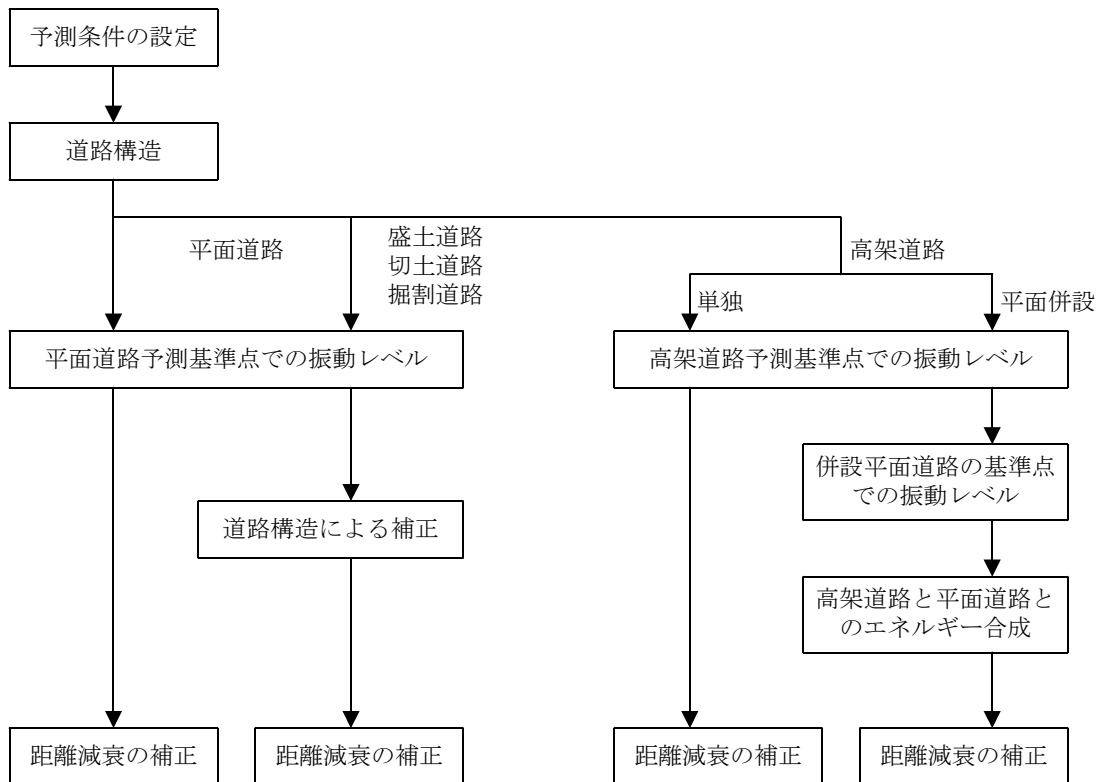 予測条件の設定
道路構造
平面道路
盛土道路
切土道路
掘割道路
高架道路
単独
平面併設
平面道路予測基準点での振動レベル
高架道路予測基準点での振動レベル
併設平面道路の基準点
での振動レベル
道路構造による補正
高架道路と平面道路と
のエネルギー合成
距離減衰の補正
距離減衰の補正
距離減衰の補正
距離減衰の補正